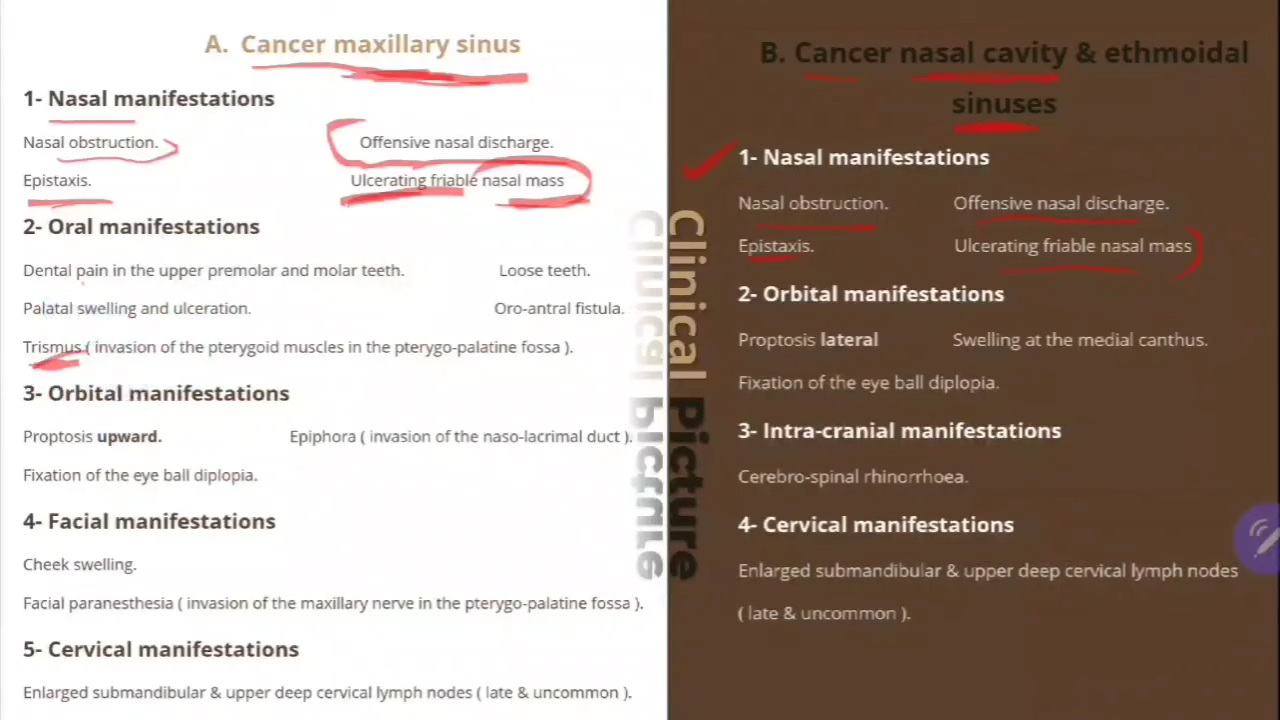 A. Cancer maxillary sinus
1- Nasal manifestations
Nasal obstruction. Offensive nasal discharge.
Epistaxis. Ulcerating friable nasal mass
2- Oral manifestations
Dental pain in the upper premolar and molar teeth. Loose teeth.
Palatal swelling and ulceration. Oro-antral fistula.
Trismus ( invasion of the pterygoid muscles in the pterygo-palatine fossa ).
3- Orbital manifestations
Proptosis upward. Epiphora ( invasion of the naso-lacrimal duct ).
Fixation of the eye ball diplopia.
4- Facial manifestations
Cheek swelling.
Facial paranesthesia ( invasion of the maxillary nerve in the pterygo-palatine fossa ).
5- Cervical manifestations
Enlarged submandibular & upper deep cervical lymph nodes ( late & uncommon ).
Clinical Picture
Clinical Picture
B. Cancer nasal cavity & ethmoidal
sinuses
1- Nasal manifestations
Nasal obstruction. Offensive nasal discharge.
Epistaxis. Ulcerating friable nasal mass
2- Orbital manifestations
Proptosis lateral Swelling at the medial canthus.
Fixation of the eye ball diplopia.
3- Intra-cranial manifestations
Cerebro-spinal rhinorrhoea.
4- Cervical manifestations
Enlarged submandibular & upper deep cervical lymph nodes
( late & uncommon ).